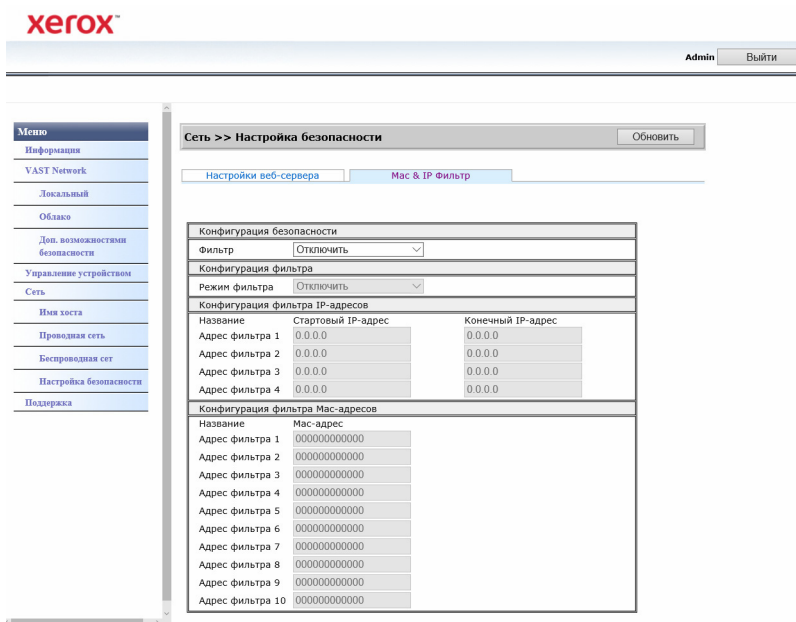 xerox™
Admin
Выйти
Меню
Информация
VAST Network
Локальный
Облако
Доп. возможностями
безопасности
Управление устройством
Сеть
Имя хоста
Проводная сеть
Беспроводная сет
Настройка безопасности
Поддержка
Сеть >> Настройка безопасности
Обновить
Настройки веб-сервера
Mac & IP Фильтр
Конфигурация безопасности
Фильтр Отключить
Конфигурация фильтра
Режим фильтра Отключить
Конфигурация фильтра IP-адресов
Название Стартовый IP-адрес Конечный IP-адрес
Адрес фильтра 1 0.0.0.0 0.0.0.0
Адрес фильтра 2 0.0.0.0 0.0.0.0
Адрес фильтра 3 0.0.0.0 0.0.0.0
Адрес фильтра 4 0.0.0.0 0.0.0.0
Конфигурация фильтра Mac-адресов
Название Mac-адрес
Адрес фильтра 1 000000000000
Адрес фильтра 2 000000000000
Адрес фильтра 3 000000000000
Адрес фильтра 4 000000000000
Адрес фильтра 5 000000000000
Адрес фильтра 6 000000000000
Адрес фильтра 7 000000000000
Адрес фильтра 8 000000000000
Адрес фильтра 9 000000000000
Адрес фильтра 10 000000000000